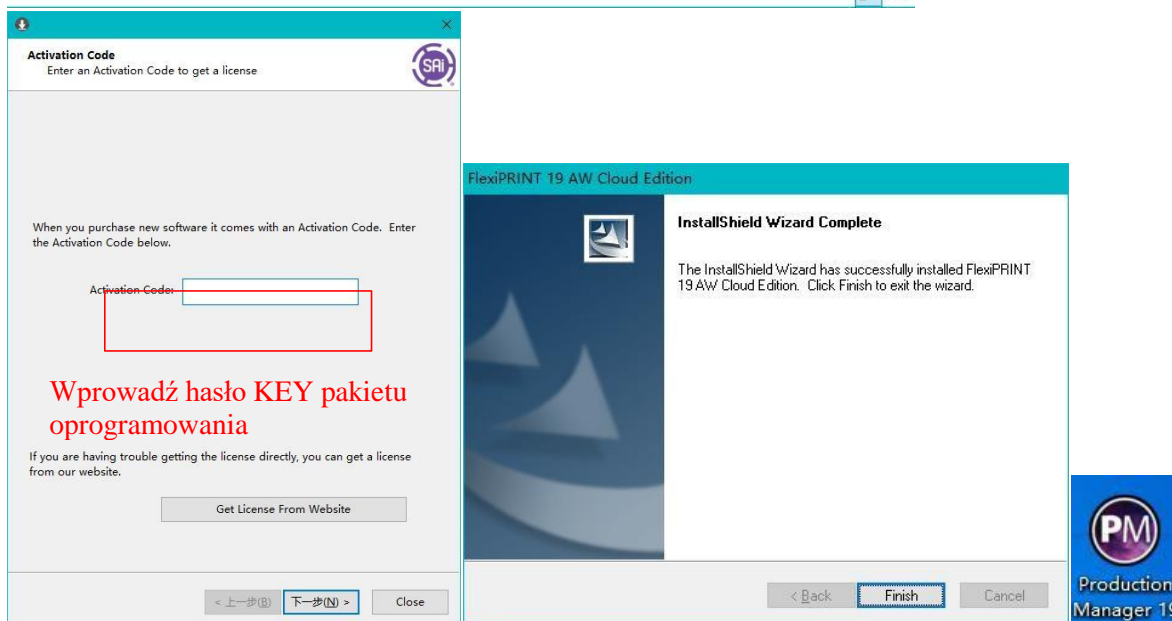 Activation Code
Enter an Activation Code to get a license
SAi
When you purchase new software it comes with an Activation Code. Enter
the Activation Code below.
Activation Code:
Wprowadź hasło KEY pakietu
oprogramowania
If you are having trouble getting the license directly, you can get a license
from our website.
Get License From Website
< 上一步(B) 下一步(N) > Close
FlexiPRINT 19 AW Cloud Edition
InstallShield Wizard Complete
The InstallShield Wizard has successfully installed FlexiPRINT
19 AW Cloud Edition. Click Finish to exit the wizard.
< Back Finish Cancel
PM
Production
Manager 19